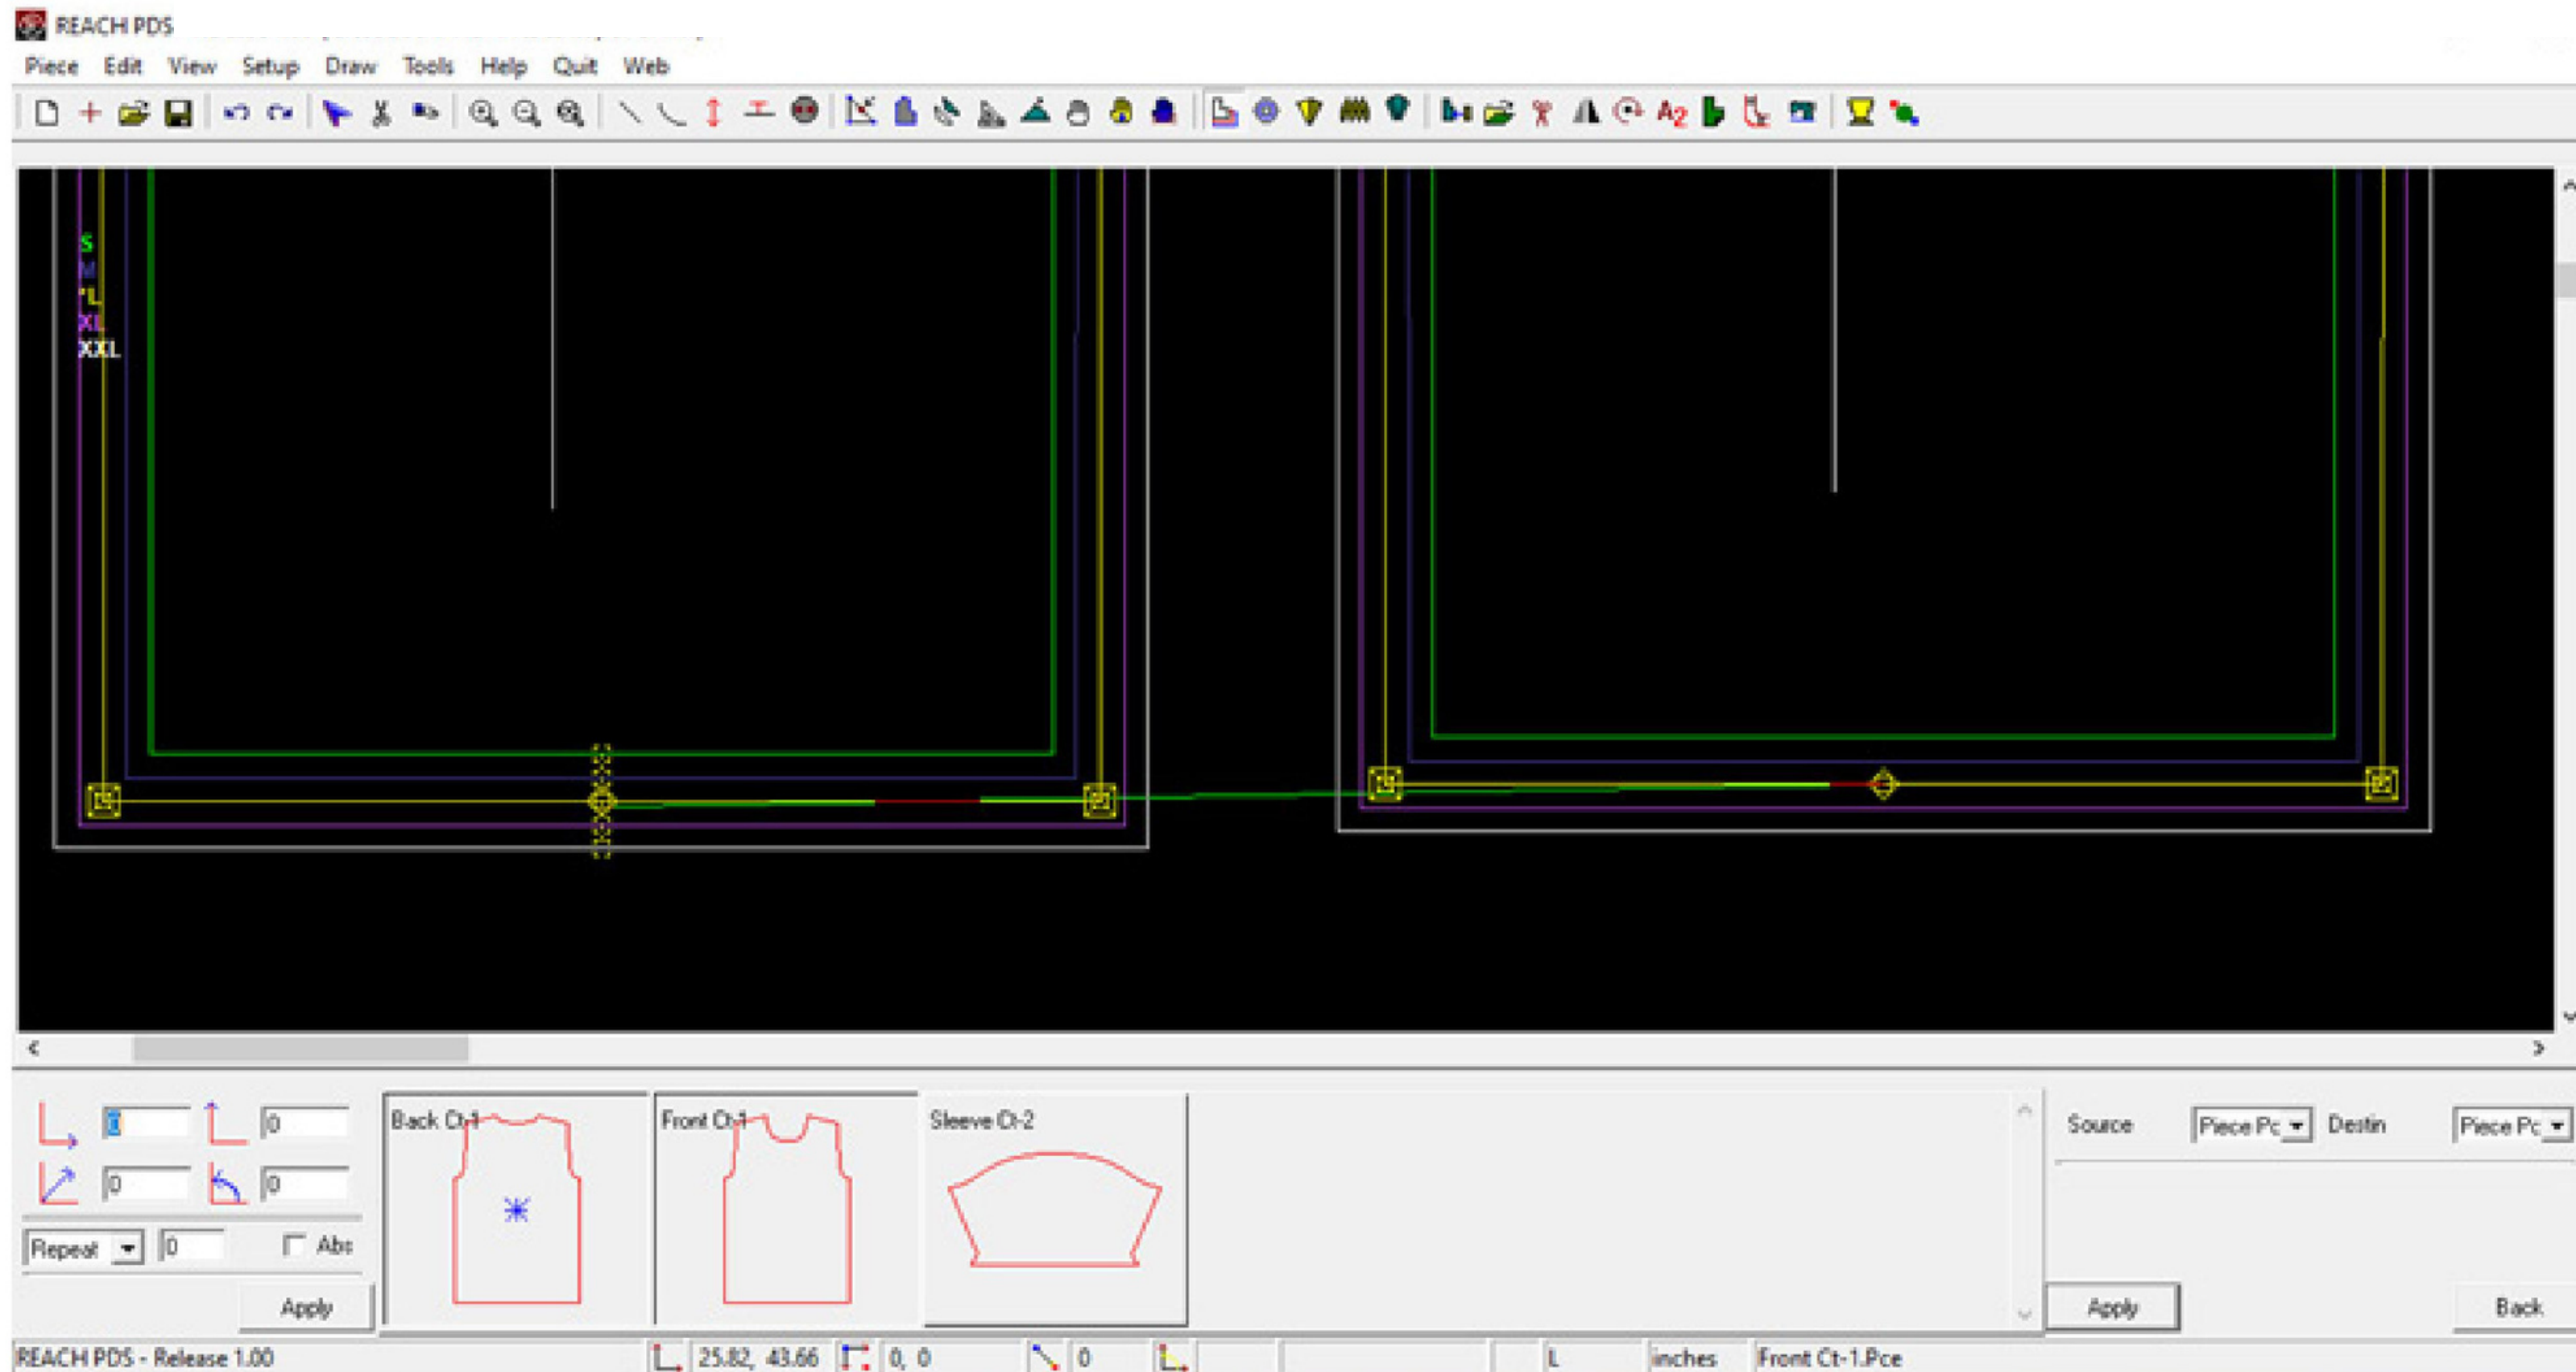 REACH PDS
Piece Edit View Setup Draw Tools Help Quit Web
A2
S
M
*L
XL
XXL
0 0
0 0
Repeat 0 Abs
Apply
Back Ct-1 Front Ct-1 Sleeve Ct-2
Source Piece Pc Destin Piece Pc
Apply Back
REACH PDS - Release 1.00 25.82, 43.66 0, 0 0 L inches Front Ct-1.Pce